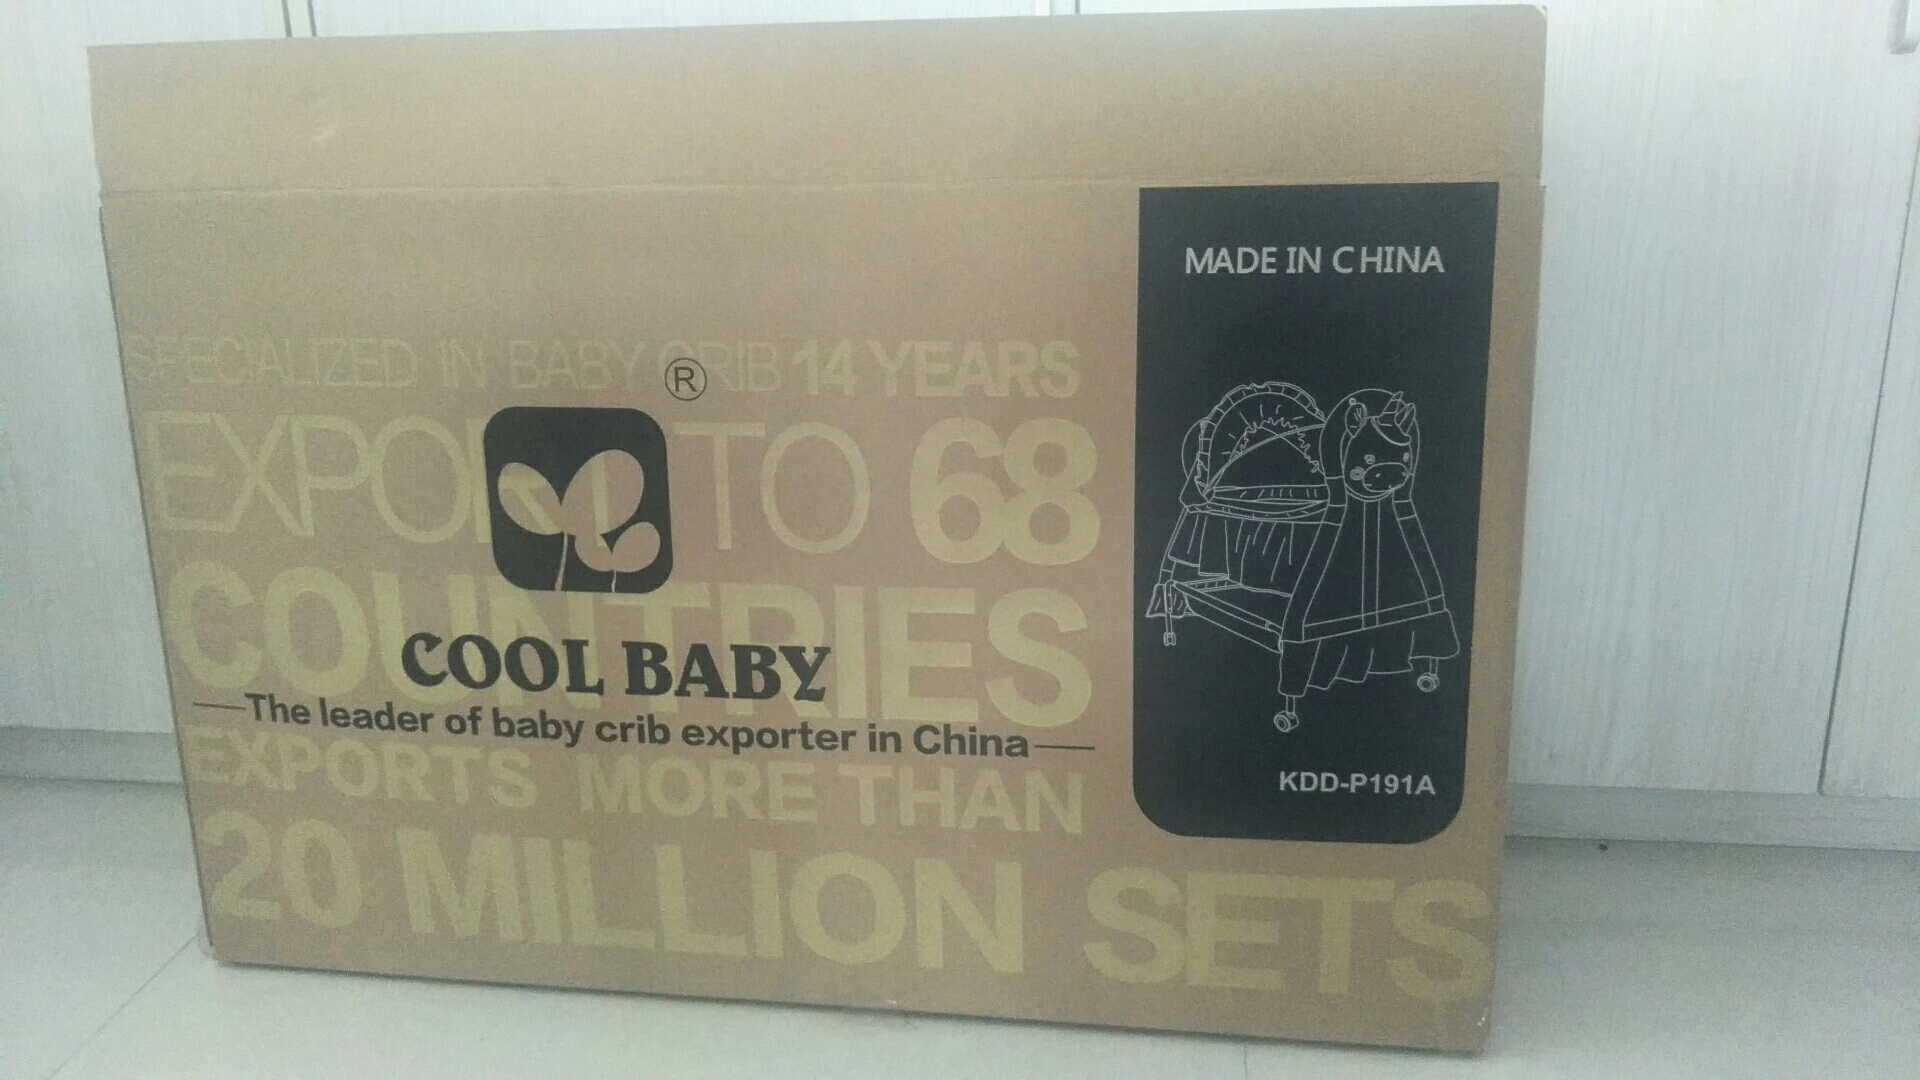 SPECIALIZED IN BABY CRIB 14 YEARS
EXPORT TO 68
COUNTRIES
®
COOL BABY
The leader of baby crib exporter in China
EXPORTS MORE THAN
20 MILLION SETS
MADE IN CHINA
KDD-P191A